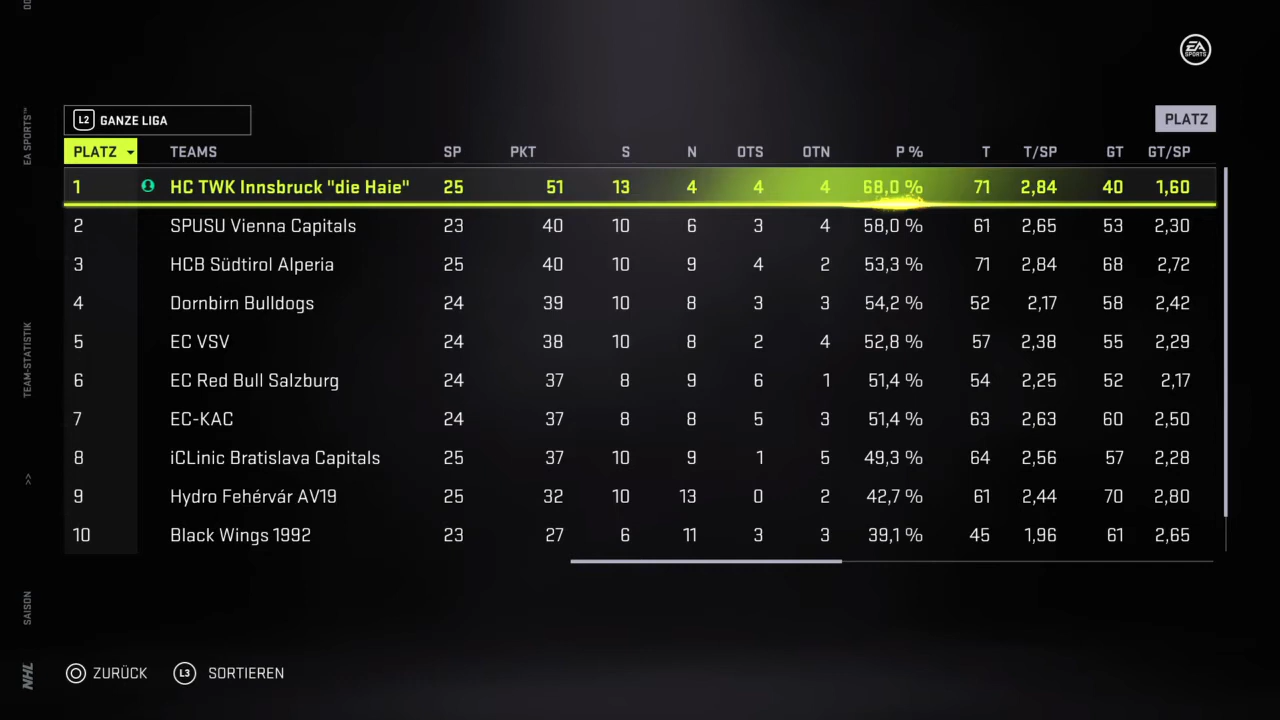 EA SPORTS
L2 GANZE LIGA
PLATZ
PLATZ TEAMS SP PKT S N OTS OTN P % T T/SP GT GT/SP
1 HC TWK Innsbruck "die Haie" 25 51 13 4 4 4 68,0 % 71 2,84 40 1,60
2 SPUSU Vienna Capitals 23 40 10 6 3 4 58,0 % 61 2,65 53 2,30
3 HCB Südtirol Alperia 25 40 10 9 4 2 53,3 % 71 2,84 68 2,72
4 Dornbirn Bulldogs 24 39 10 8 3 3 54,2 % 52 2,17 58 2,42
5 EC VSV 24 38 10 8 2 4 52,8 % 57 2,38 55 2,29
6 EC Red Bull Salzburg 24 37 8 9 6 1 51,4 % 54 2,25 52 2,17
7 EC-KAC 24 37 8 8 5 3 51,4 % 63 2,63 60 2,50
8 iCLinic Bratislava Capitals 25 37 10 9 1 5 49,3 % 64 2,56 57 2,28
9 Hydro Fehérvár AV19 25 32 10 13 0 2 42,7 % 61 2,44 70 2,80
10 Black Wings 1992 23 27 6 11 3 3 39,1 % 45 1,96 61 2,65
ZURÜCK L3 SORTIEREN
NHL SAISON >> TEAM-STATISTIK EA SPORTS™